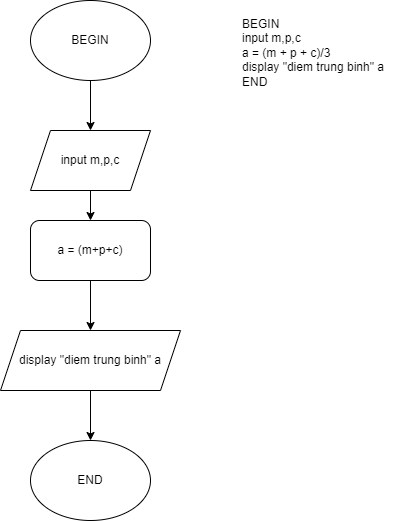 BEGIN
input m,p,c
a = (m+p+c)
display "diem trung binh" a
END
BEGIN
input m,p,c
a = (m + p + c)/3
display "diem trung binh" a
END